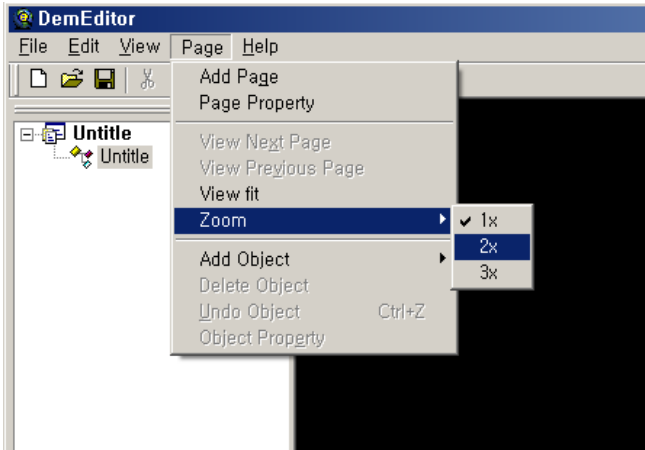 DemEditor
File Edit View Page Help
Add Page
Page Property
Untitle
Untitle
View Next Page
View Previous Page
View fit
Zoom
1x
2x
3x
Add Object
Delete Object
Undo Object Ctrl+Z
Object Property